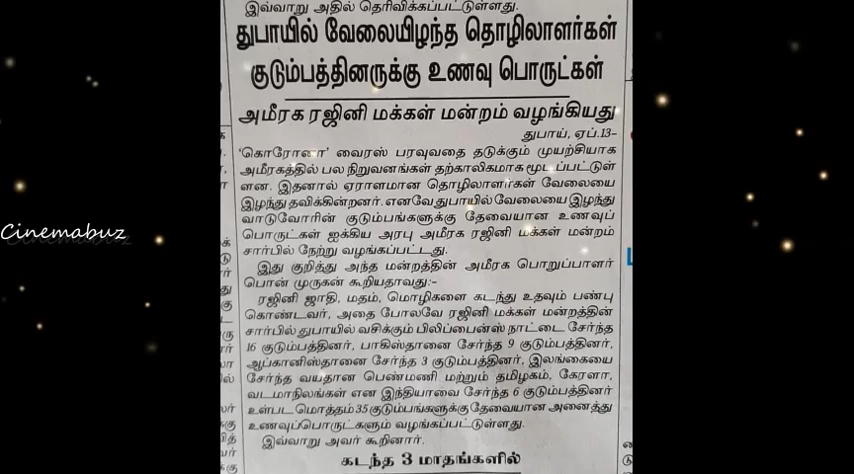 இவ்வாறு அதில் தெரிவிக்கப்பட்டுள்ளது.
துபாயில் வேலையிழந்த தொழிலாளர்கள்
குடும்பத்தினருக்கு உணவு பொருட்கள்
அமீரக ரஜினி மக்கள் மன்றம் வழங்கியது
துபாய், ஏப்.13-
'கொரோனா' வைரஸ் பரவுவதை தடுக்கும் முயற்சியாக
அமீரகத்தில் பல நிறுவனங்கள் தற்காலிகமாக மூடப்பட்டுள்
ளன. இதனால் ஏராளமான தொழிலாளர்கள் வேலையை
இழந்து தவிக்கின்றனர். எனவே துபாயில் வேலையை இழந்து
வாடுவோரின் குடும்பங்களுக்கு தேவையான உணவுப்
பொருட்கள் ஐக்கிய அரபு அமீரக ரஜினி மக்கள் மன்றம்
சார்பில் நேற்று வழங்கப்பட்டது.
இது குறித்து அந்த மன்றத்தின் அமீரக பொறுப்பாளர்
பொன் முருகன் கூறியதாவது:-
ரஜினி ஜாதி, மதம், மொழிகளை கடந்து உதவும் பண்பு
கொண்டவர், அதை போலவே ரஜினி மக்கள் மன்றத்தின்
சார்பில் துபாயில் வசிக்கும் பிலிப்பைன்ஸ் நாட்டை சேர்ந்த
16 குடும்பத்தினர், பாகிஸ்தானை சேர்ந்த 9 குடும்பத்தினர்,
ஆப்கானிஸ்தானை சேர்ந்த 3 குடும்பத்தினர், இலங்கையை
சேர்ந்த வயதான பெண்மணி மற்றும் தமிழகம், கேரளா,
வடமாநிலங்கள் என இந்தியாவை சேர்ந்த 6 குடும்பத்தினர்
உள்பட மொத்தம் 35 குடும்பங்களுக்கு தேவையான அனைத்து
உணவுப்பொருட்களும் வழங்கப்பட்டுள்ளது.
இவ்வாறு அவர் கூறினார்.
கடந்த 3 மாதங்களில்
Cinemabuz